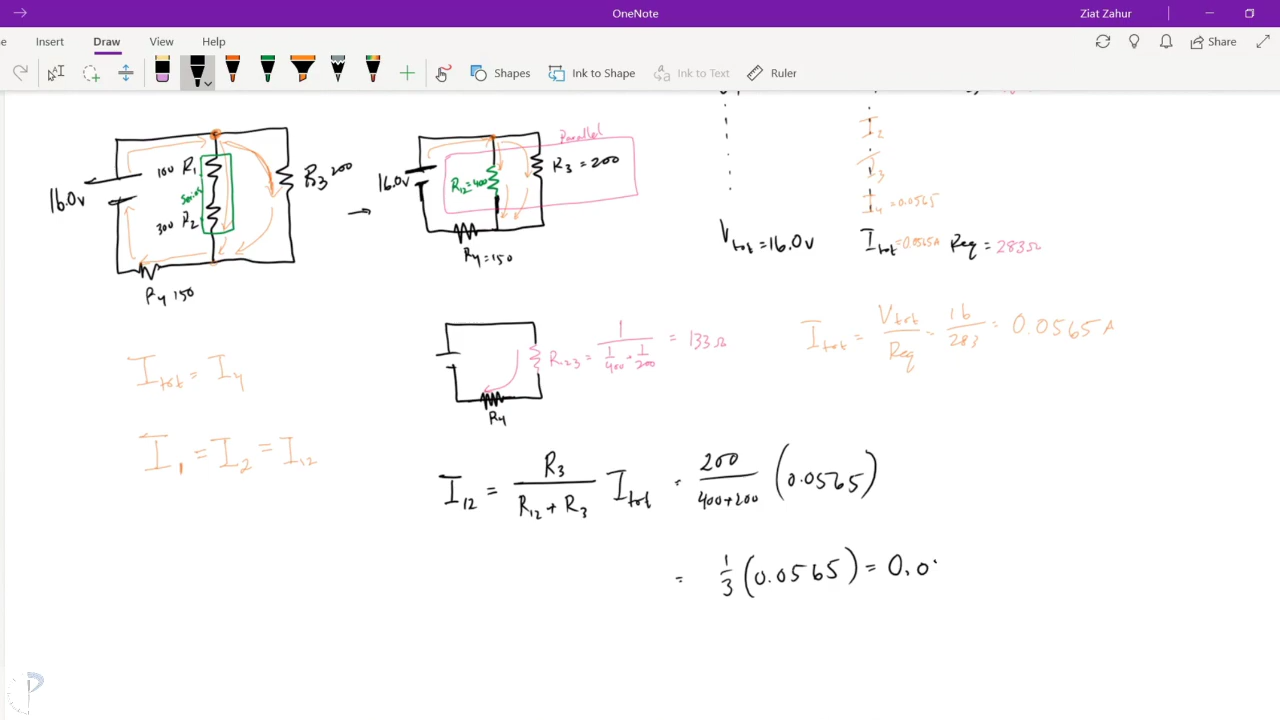 OneNote
Ziat Zahur
Insert Draw View Help
Share
Shapes Ink to Shape Ink to Text Ruler
16.0v
100 R1
Series
300 R2
R3 200
R4 150
Parallel
16.0v
R12=400
R3 = 200
R4=150
I2
I3
I4 =0.0565
Vtot =16.0v Itot=0.0565A Req = 283Ω
R23 = 1 / (1/400 + 1/200) = 133Ω
R4
Itot = Vtot/Req = 16/283 = 0.0565 A
Itot = I4
I1 = I2 = I12
I12 = R3/(R12 + R3) Itot = 200/(400+200) (0.0565)
= 1/3 (0.0565) = 0.0